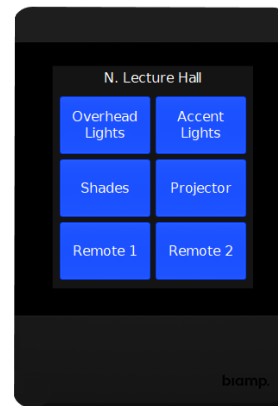 N. Lecture Hall
Overhead
Lights
Accent
Lights
Shades
Projector
Remote 1
Remote 2
biamp.